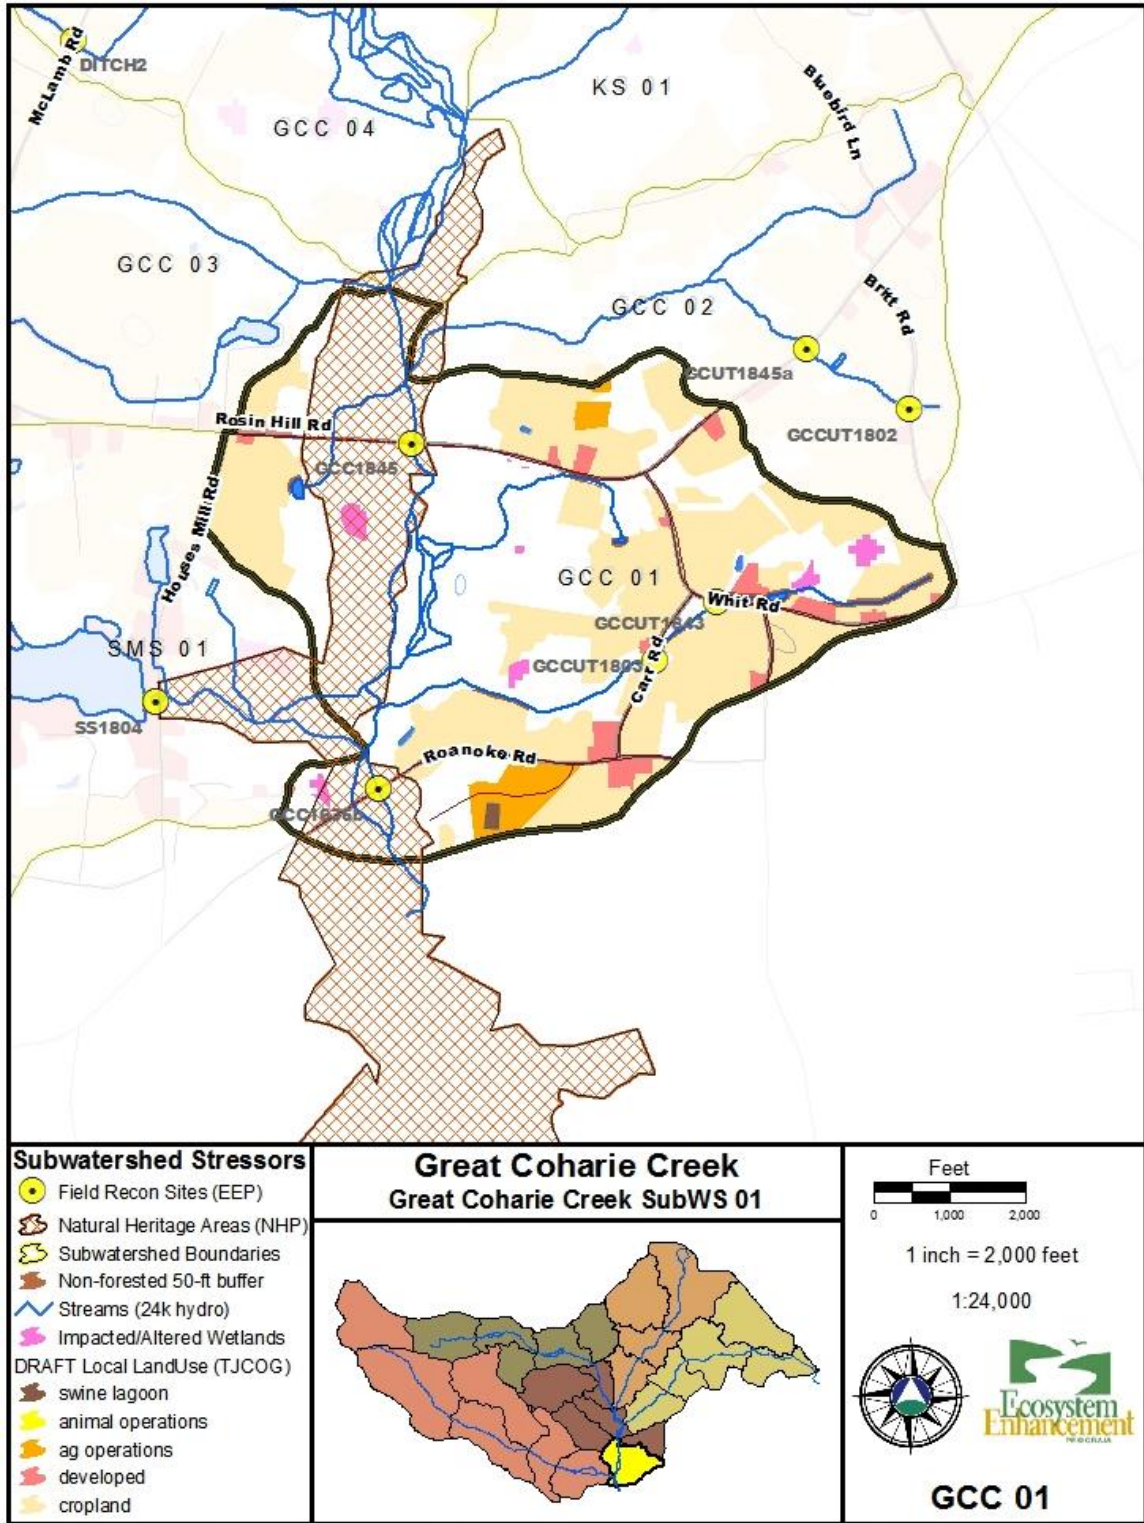 McLamb Rd
DITCH2
KS 01
Bluebird Ln
GCC 04
GCC 03
GCC 02
Britt Rd
GCUT1845a
GCCUT1802
Rosin Hill Rd
GCC1845
Houses Mill Rd
GCC 01
Whit Rd
GCCUT1843
SMS 01
GCCUT1803
Carr Rd
SS1804
Roanoke Rd
Subwatershed Stressors
Field Recon Sites (EEP)
Natural Heritage Areas (NHP)
Subwatershed Boundaries
Non-forested 50-ft buffer
Streams (24k hydro)
Impacted/Altered Wetlands
DRAFT Local LandUse (TJCOG)
swine lagoon
animal operations
ag operations
developed
cropland
Great Coharie Creek
Great Coharie Creek SubWS 01
Feet
0 1,000 2,000
1 inch = 2,000 feet
1:24,000
Ecosystem
Enhancement
PROGRAM
GCC 01